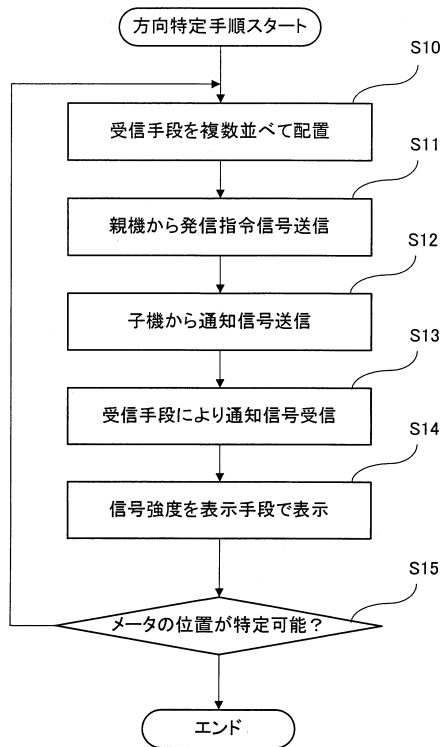 方向特定手順スタート
S10
受信手段を複数並べて配置
S11
親機から発信指令信号送信
S12
子機から通知信号送信
S13
受信手段により通知信号受信
S14
信号強度を表示手段で表示
S15
メータの位置が特定可能？
エンド